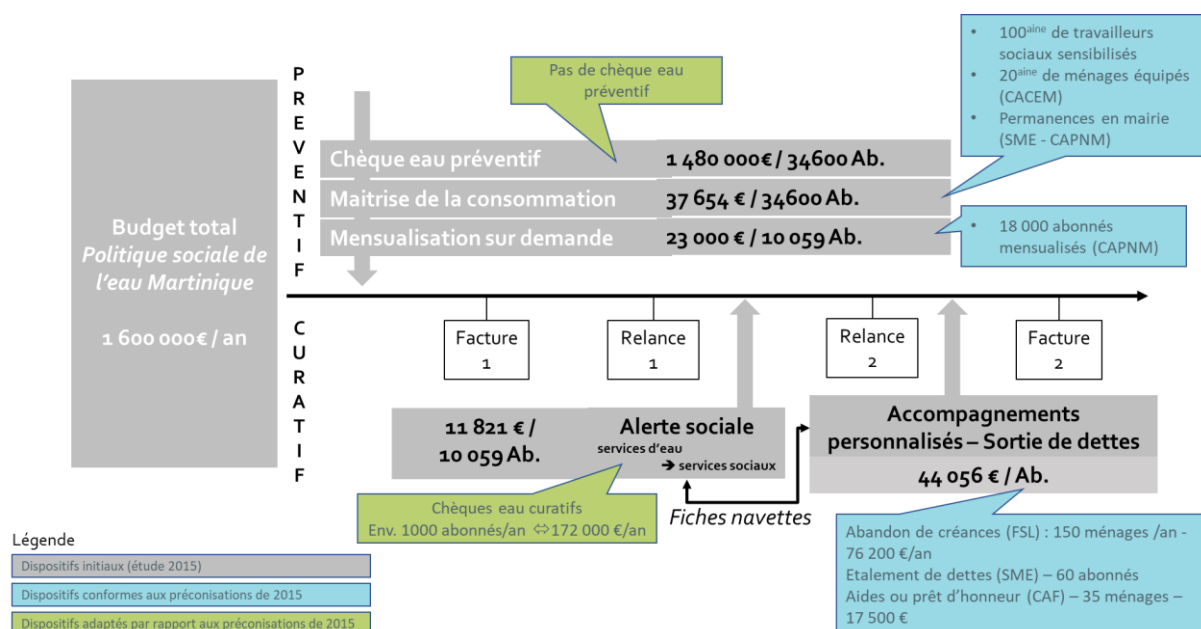 Budget total
Politique sociale de
l'eau Martinique
1 600 000€ / an
PREVENTIF
Pas de chèque eau
préventif
• 100aine de travailleurs
sociaux sensibilisés
• 20aine de ménages équipés
(CACEM)
• Permanences en mairie
(SME - CAPNM)
Chèque eau préventif 1 480 000€ / 34600 Ab.
Maitrise de la consommation 37 654 € / 34600 Ab.
Mensualisation sur demande 23 000 € / 10 059 Ab.
• 18 000 abonnés
mensualisés (CAPNM)
CURATIF
Facture
1
Relance
1
Relance
2
Facture
2
11 821 € /
10 059 Ab.
Alerte sociale
services d'eau
➔ services sociaux
Accompagnements
personnalisés – Sortie de dettes
44 056 € / Ab.
Chèques eau curatifs
Env. 1000 abonnés/an ⇔172 000 €/an
Fiches navettes
Abandon de créances (FSL) : 150 ménages /an -
76 200 €/an
Etalement de dettes (SME) – 60 abonnés
Aides ou prêt d'honneur (CAF) – 35 ménages –
17 500 €
Légende
Dispositifs initiaux (étude 2015)
Dispositifs conformes aux préconisations de 2015
Dispositifs adaptés par rapport aux préconisations de 2015